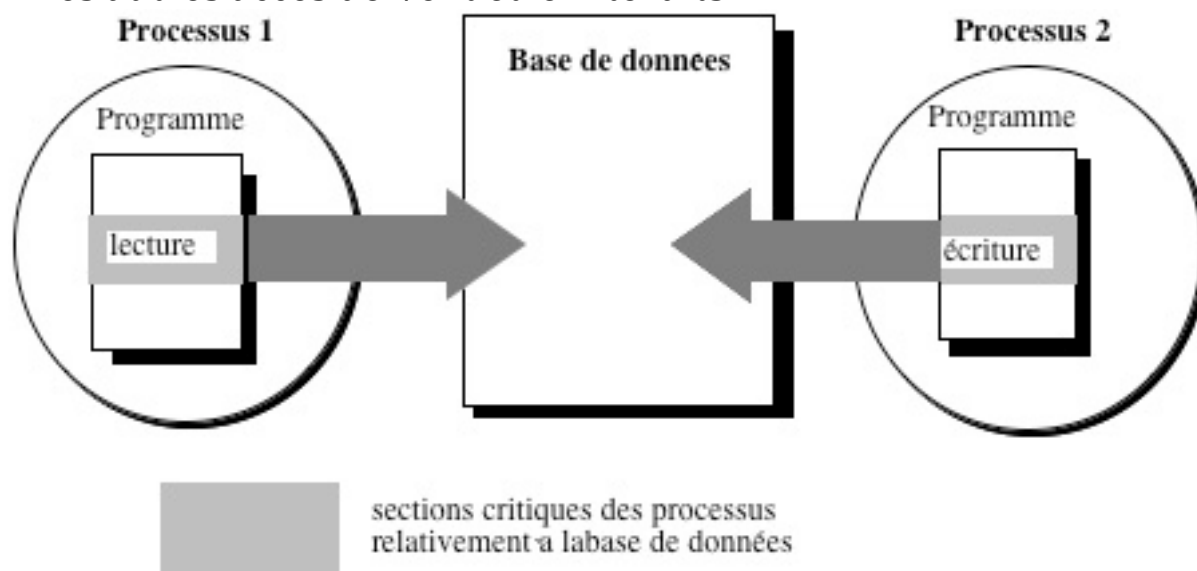 Processus 1
Base de données
Processus 2
Programme
Programme
lecture
écriture
sections critiques des processus
relativement a labase de données